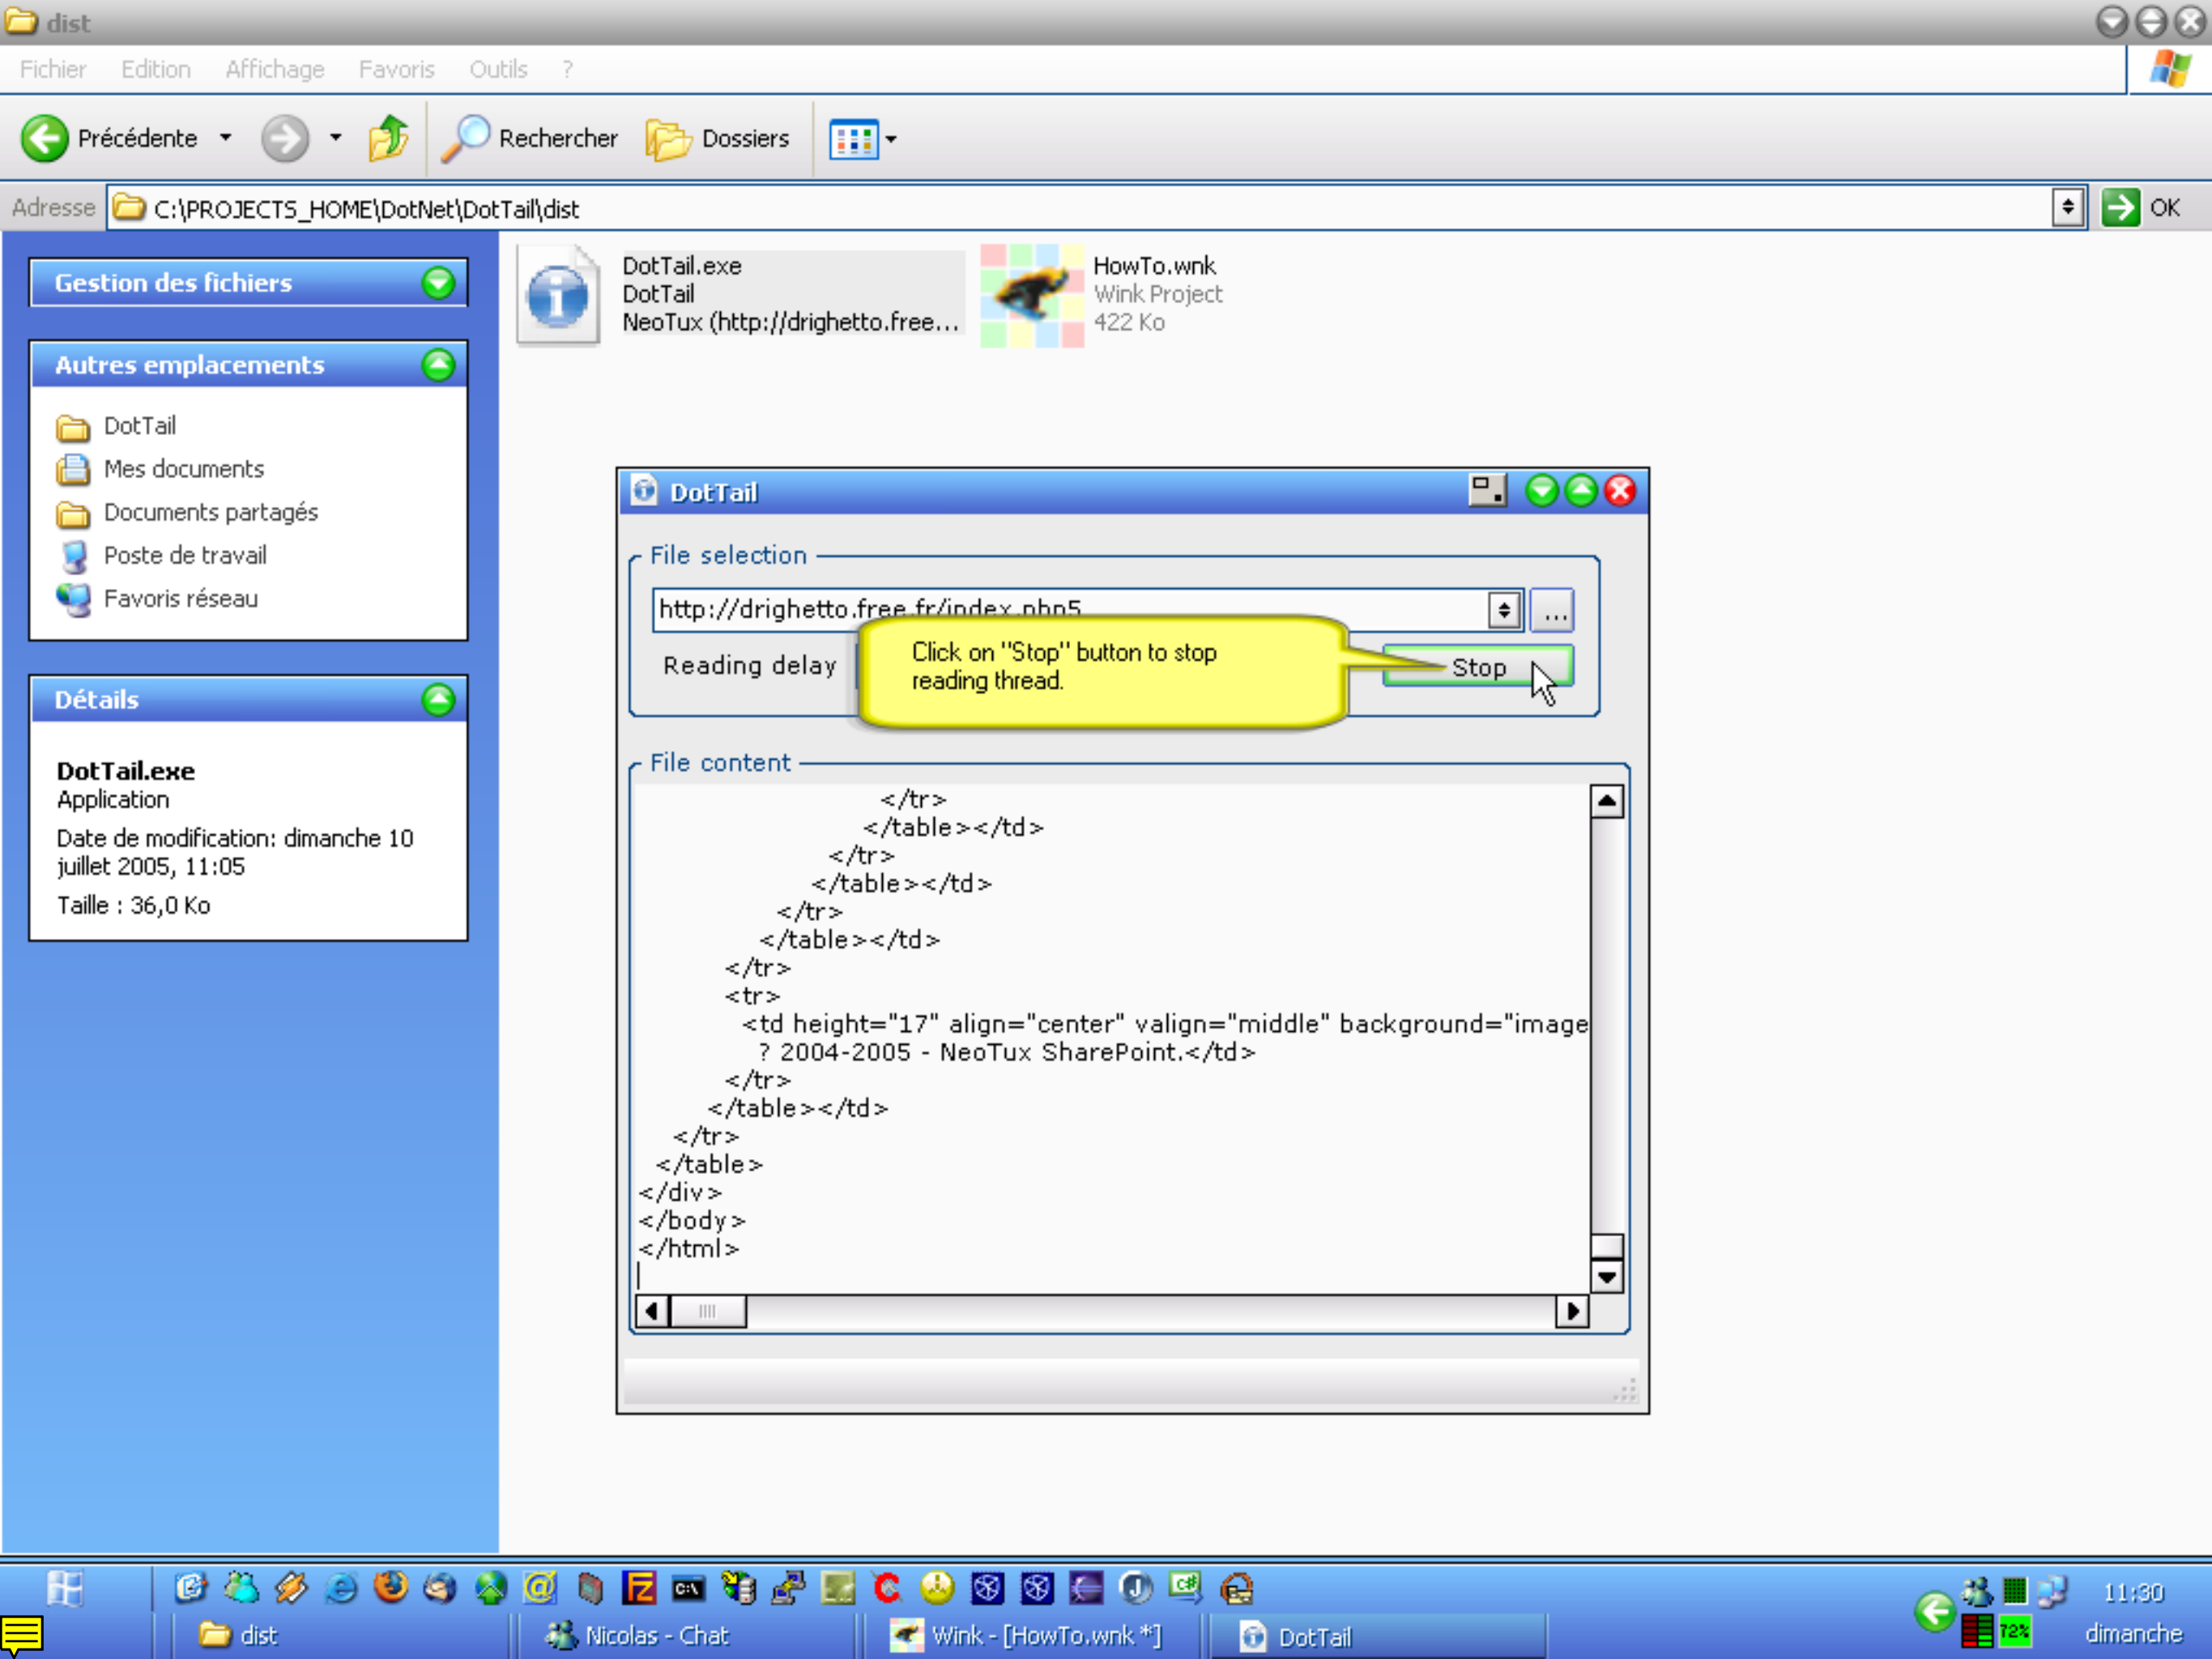 dist
Fichier Edition Affichage Favoris Outils ?
Précédente Rechercher Dossiers
Adresse C:\PROJECTS_HOME\DotNet\DotTail\dist OK
Gestion des fichiers
Autres emplacements
DotTail
Mes documents
Documents partagés
Poste de travail
Favoris réseau
Détails
DotTail.exe
Application
Date de modification: dimanche 10
juillet 2005, 11:05
Taille : 36,0 Ko
DotTail.exe
DotTail
NeoTux (http://drighetto.free...
HowTo.wnk
Wink Project
422 Ko
DotTail
File selection
http://drighetto.free.fr/index.php5
...
Reading delay
Click on "Stop" button to stop
reading thread.
Stop
File content
</tr>
</table></td>
</tr>
</table></td>
</tr>
</table></td>
</tr>
<tr>
<td height="17" align="center" valign="middle" background="image
? 2004-2005 - NeoTux SharePoint.</td>
</tr>
</table></td>
</tr>
</table>
</div>
</body>
</html>
11:30
dist
Nicolas - Chat
Wink - [HowTo.wnk *]
DotTail
72%
dimanche